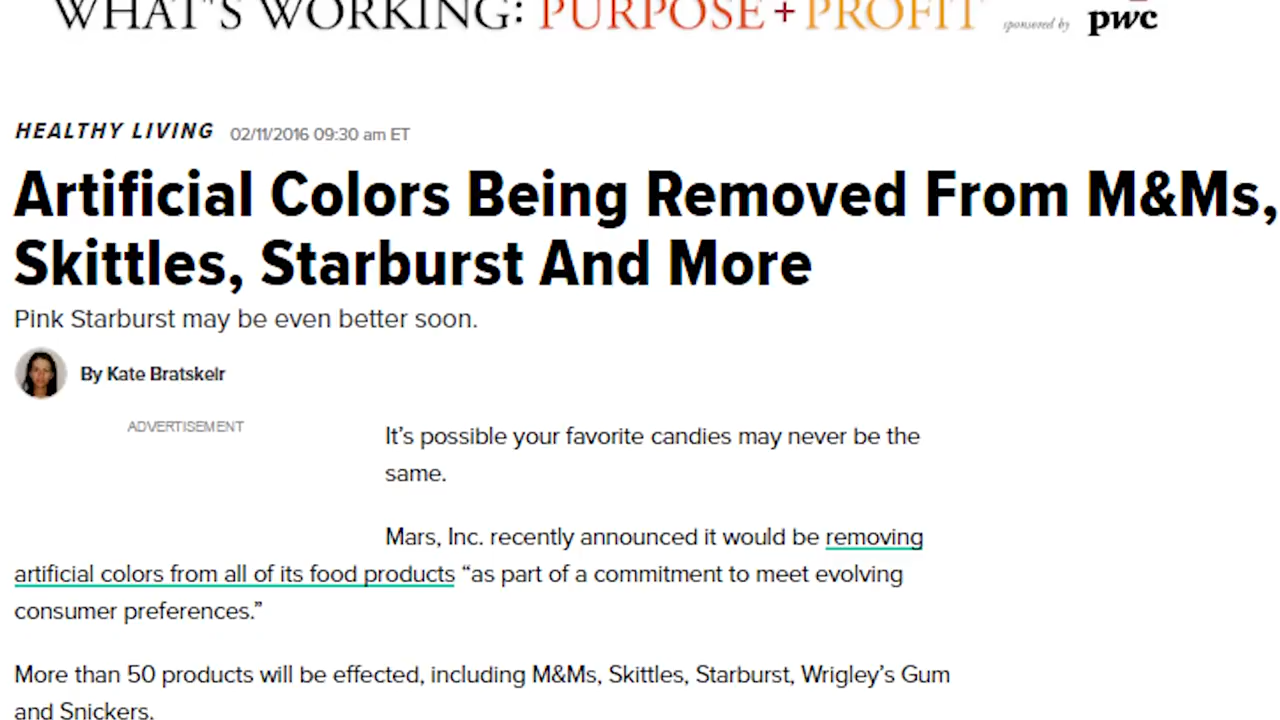 WHAT'S WORKING: PURPOSE + PROFIT sponsored by pwc
HEALTHY LIVING 02/11/2016 09:30 am ET
Artificial Colors Being Removed From M&Ms,
Skittles, Starburst And More
Pink Starburst may be even better soon.
By Kate Bratskeir
ADVERTISEMENT
It’s possible your favorite candies may never be the
same.
Mars, Inc. recently announced it would be removing
artificial colors from all of its food products “as part of a commitment to meet evolving
consumer preferences.”
More than 50 products will be effected, including M&Ms, Skittles, Starburst, Wrigley’s Gum
and Snickers.